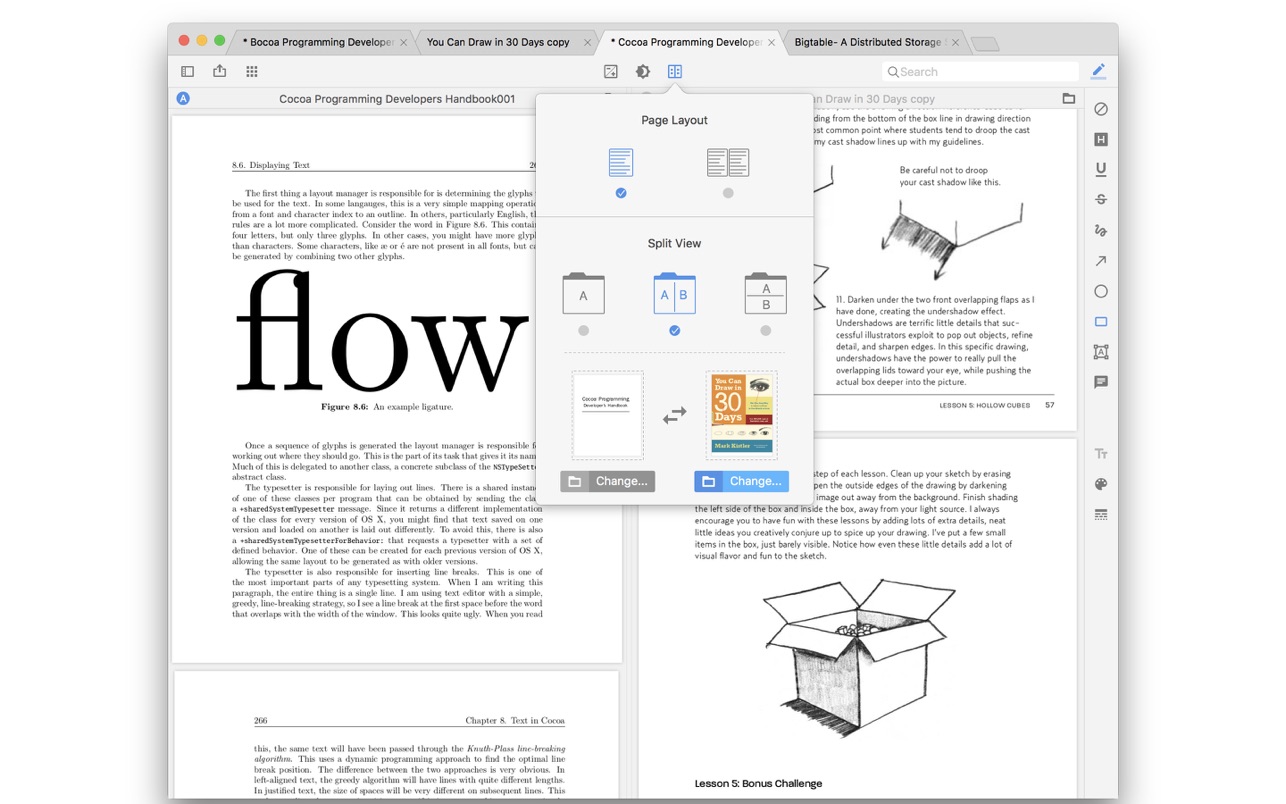 * Bocoa Programming Develope
You Can Draw in 30 Days copy
* Cocoa Programming Develope
Bigtable- A Distributed Storage
Search
A
Cocoa Programming Developers Handbook001
an Draw in 30 Days copy
8.6. Displaying Text
The first thing a layout manager is responsible for is determining the glyphs
be used for the text. In some langauges, this is a very simple mapping operati
from a font and character index to an outline. In others, particularly English, t
rules are a lot more complicated. Consider the word in Figure 8.6. This contai
four letters, but only three glyphs. In other cases, you might have more glyp
than characters. Some characters, like æ or é are not present in all fonts, but c
be generated by combining two other glyphs.
flow
Figure 8.6: An example ligature.
Once a sequence of glyphs is generated the layout manager is responsible f
working out where they should go. This is the part of its task that gives it its nam
Much of this is delegated to another class, a concrete subclass of the NSTypeSett
abstract class.
The typesetter is responsible for laying out lines. There is a shared instan
of one of these classes per program that can be obtained by sending the cla
a +sharedSystemTypesetter message. Since it returns a different implementation
of the class for every version of OS X, you might find that text saved on one
version and loaded on another is laid out differently. To avoid this, there is also
a +sharedSystemTypesetterForBehavior: that requests a typesetter with a set of
defined behavior. One of these can be created for each previous version of OS X,
allowing the same layout to be generated as with older versions.
The typesetter is also responsible for inserting line breaks. This is one of
the most important parts of any typesetting system. When I am writing this
paragraph, the entire thing is a single line. I am using text editor with a simple,
greedy, line-breaking strategy, so I see a line break at the first space before the word
that overlaps with the width of the window. This looks quite ugly. When you read
266
Chapter 8. Text in Cocoa
this, the same text will have been passed through the Knuth-Plass line-breaking
algorithm. This uses a dynamic programming approach to find the optimal line
break position. The difference between the two approaches is very obvious. In
left-aligned text, the greedy algorithm will have lines with quite different lengths.
In justified text, the size of spaces will be very different on subsequent lines. This
Page Layout
Split View
A
A B
A
B
Cocoa Programming
Developer's Handbook
You Can
Draw in
30
Days
Mark Kistler
Change...
Change...
ding from the bottom of the box line in drawing direction
ost common point where students tend to droop the cast
my cast shadow lines up with my guidelines.
Be careful not to droop
your cast shadow like this.
11. Darken under the two front overlapping flaps as I
have done, creating the undershadow effect.
Undershadows are terrific little details that suc-
cessful illustrators exploit to pop out objects, refine
detail, and sharpen edges. In this specific drawing,
undershadows have the power to really pull the
overlapping lids toward your eye, while pushing the
actual box deeper into the picture.
LESSON 5: HOLLOW CUBES 57
step of each lesson. Clean up your sketch by erasing
pen the outside edges of the drawing by darkening
image out away from the background. Finish shading
the left side of the box and inside the box, away from your light source. I always
encourage you to have fun with these lessons by adding lots of extra details, neat
little ideas you creatively conjure up to spice up your drawing. I've put a few small
items in the box, just barely visible. Notice how even these little details add a lot of
visual flavor and fun to the sketch.
Lesson 5: Bonus Challenge
H
U
S
A
TT